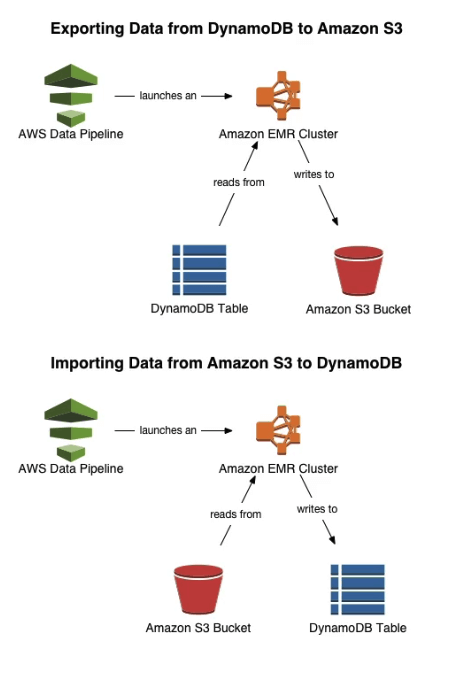 Exporting Data from DynamoDB to Amazon S3
launches an
AWS Data Pipeline
Amazon EMR Cluster
reads from
writes to
DynamoDB Table
Amazon S3 Bucket
Importing Data from Amazon S3 to DynamoDB
launches an
AWS Data Pipeline
Amazon EMR Cluster
reads from
writes to
Amazon S3 Bucket
DynamoDB Table